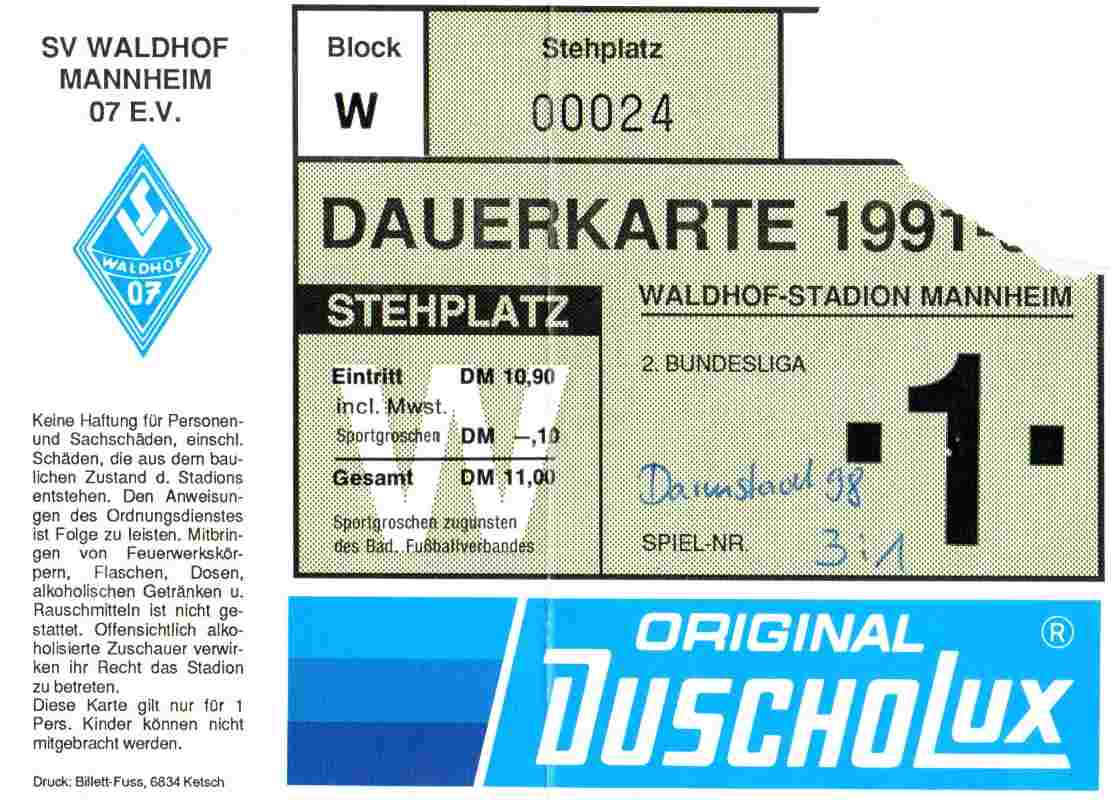 SV WALDHOF
MANNHEIM
07 E.V.
WALDHOF
07
Keine Haftung für Personen-
und Sachschäden, einschl.
Schäden, die aus dem bau-
lichen Zustand d. Stadions
entstehen. Den Anweisun-
gen des Ordnungsdienstes
ist Folge zu leisten. Mitbrin-
gen von Feuerwerkskör-
pern, Flaschen, Dosen,
alkoholischen Getränken u.
Rauschmitteln ist nicht ge-
stattet. Offensichtlich alko-
holisierte Zuschauer verwir-
ken ihr Recht das Stadion
zu betreten.
Diese Karte gilt nur für 1
Pers. Kinder können nicht
mitgebracht werden.
Druck: Billett-Fuss, 6834 Ketsch
Block
W
Stehplatz
00024
DAUERKARTE 1991-
STEHPLATZ
W
Eintritt DM 10,90
incl. Mwst.
Sportgroschen DM –,10
Gesamt DM 11,00
Sportgroschen zugunsten
des Bad. Fußballverbandes
WALDHOF-STADION MANNHEIM
2. BUNDESLIGA
Darmstadt 98
SPIEL-NR.
3:1
·1·
ORIGINAL ®
DUSCHOLUX